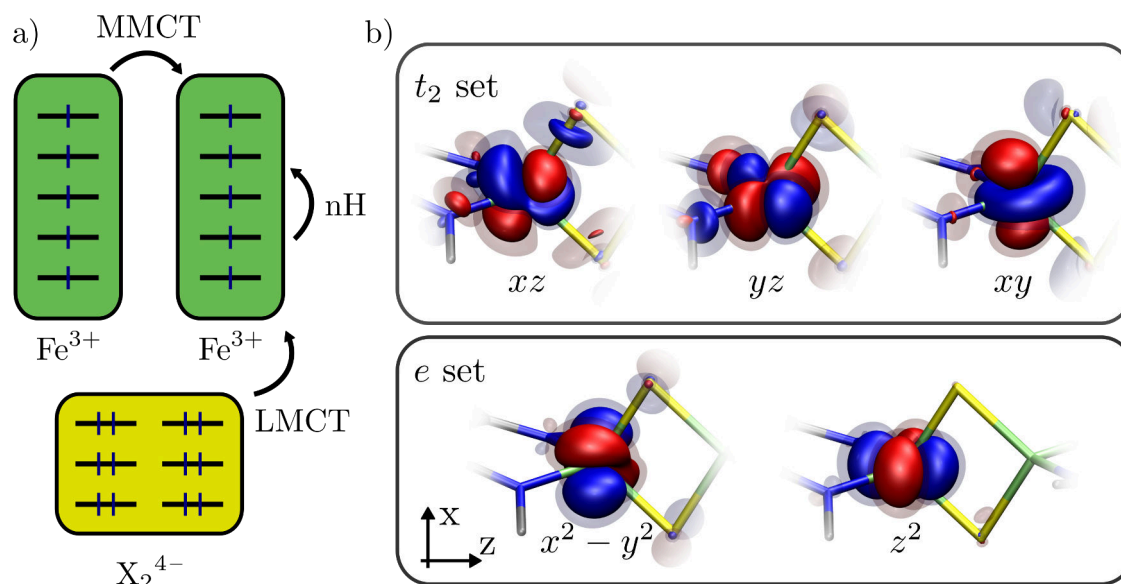 a)
MMCT
nH
Fe³⁺
Fe³⁺
LMCT
X₂⁴⁻
b)
t₂ set
xz
yz
xy
e set
x
z
x² − y²
z²